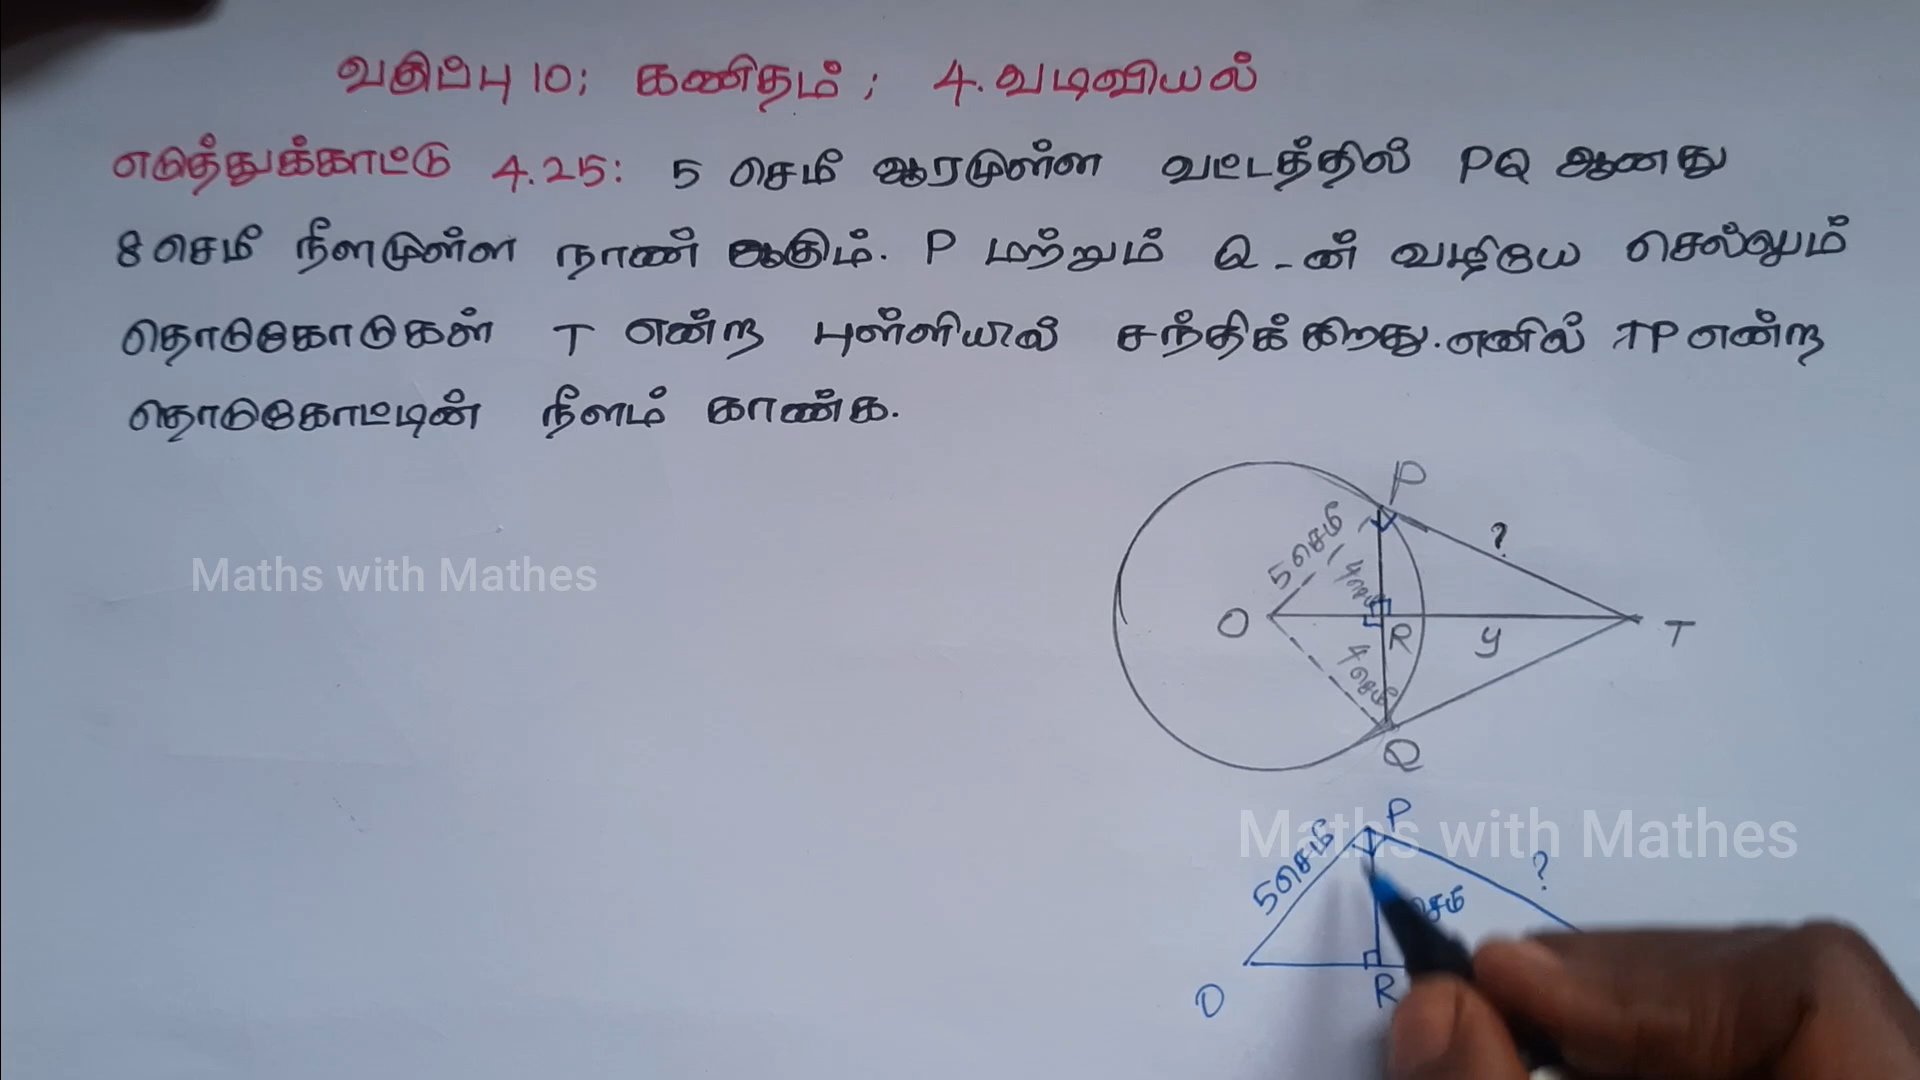 வகுப்பு 10; கணிதம் ; 4. வடிவியல்
எடுத்துக்காட்டு 4.25: 5 செமீ ஆரமுள்ள வட்டத்தில் PQ ஆனது
8 செமீ நீளமுள்ள நாண் ஆகும். P மற்றும் Q -ன் வழியே செல்லும்
தொடுகோடுகள் T என்ற புள்ளியில் சந்திக்கிறது. எனில் TP என்ற
தொடுகோட்டின் நீளம் காண்க.
P
?
5 செமீ
4 செமீ
O
R
y
T
4 செமீ
Q
Maths with Mathes
Maths with Mathes
P
5 செமீ
?
செமீ
O
R